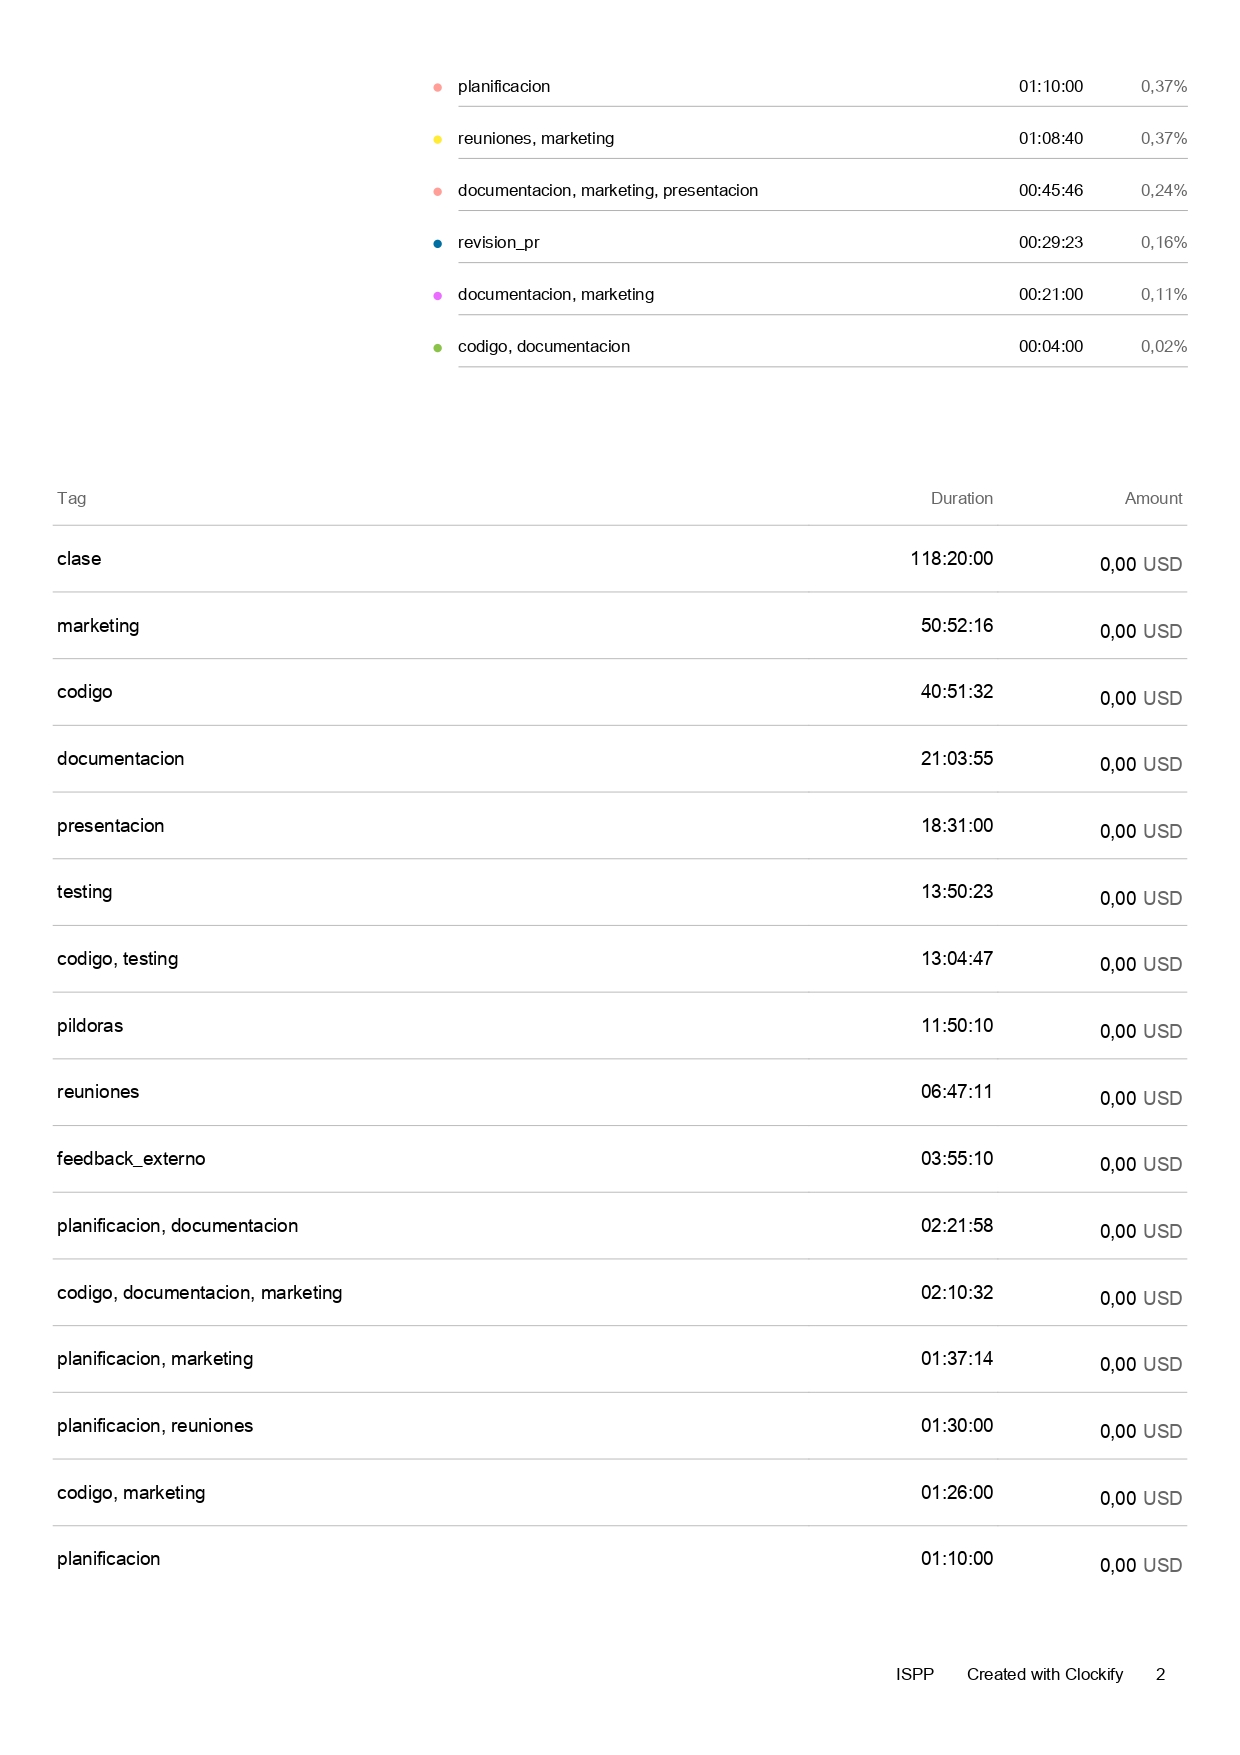 planificacion 01:10:00 0,37%
reuniones, marketing 01:08:40 0,37%
documentacion, marketing, presentacion 00:45:46 0,24%
revision_pr 00:29:23 0,16%
documentacion, marketing 00:21:00 0,11%
codigo, documentacion 00:04:00 0,02%
Tag Duration Amount
clase 118:20:00 0,00 USD
marketing 50:52:16 0,00 USD
codigo 40:51:32 0,00 USD
documentacion 21:03:55 0,00 USD
presentacion 18:31:00 0,00 USD
testing 13:50:23 0,00 USD
codigo, testing 13:04:47 0,00 USD
pildoras 11:50:10 0,00 USD
reuniones 06:47:11 0,00 USD
feedback_externo 03:55:10 0,00 USD
planificacion, documentacion 02:21:58 0,00 USD
codigo, documentacion, marketing 02:10:32 0,00 USD
planificacion, marketing 01:37:14 0,00 USD
planificacion, reuniones 01:30:00 0,00 USD
codigo, marketing 01:26:00 0,00 USD
planificacion 01:10:00 0,00 USD
ISPP Created with Clockify 2